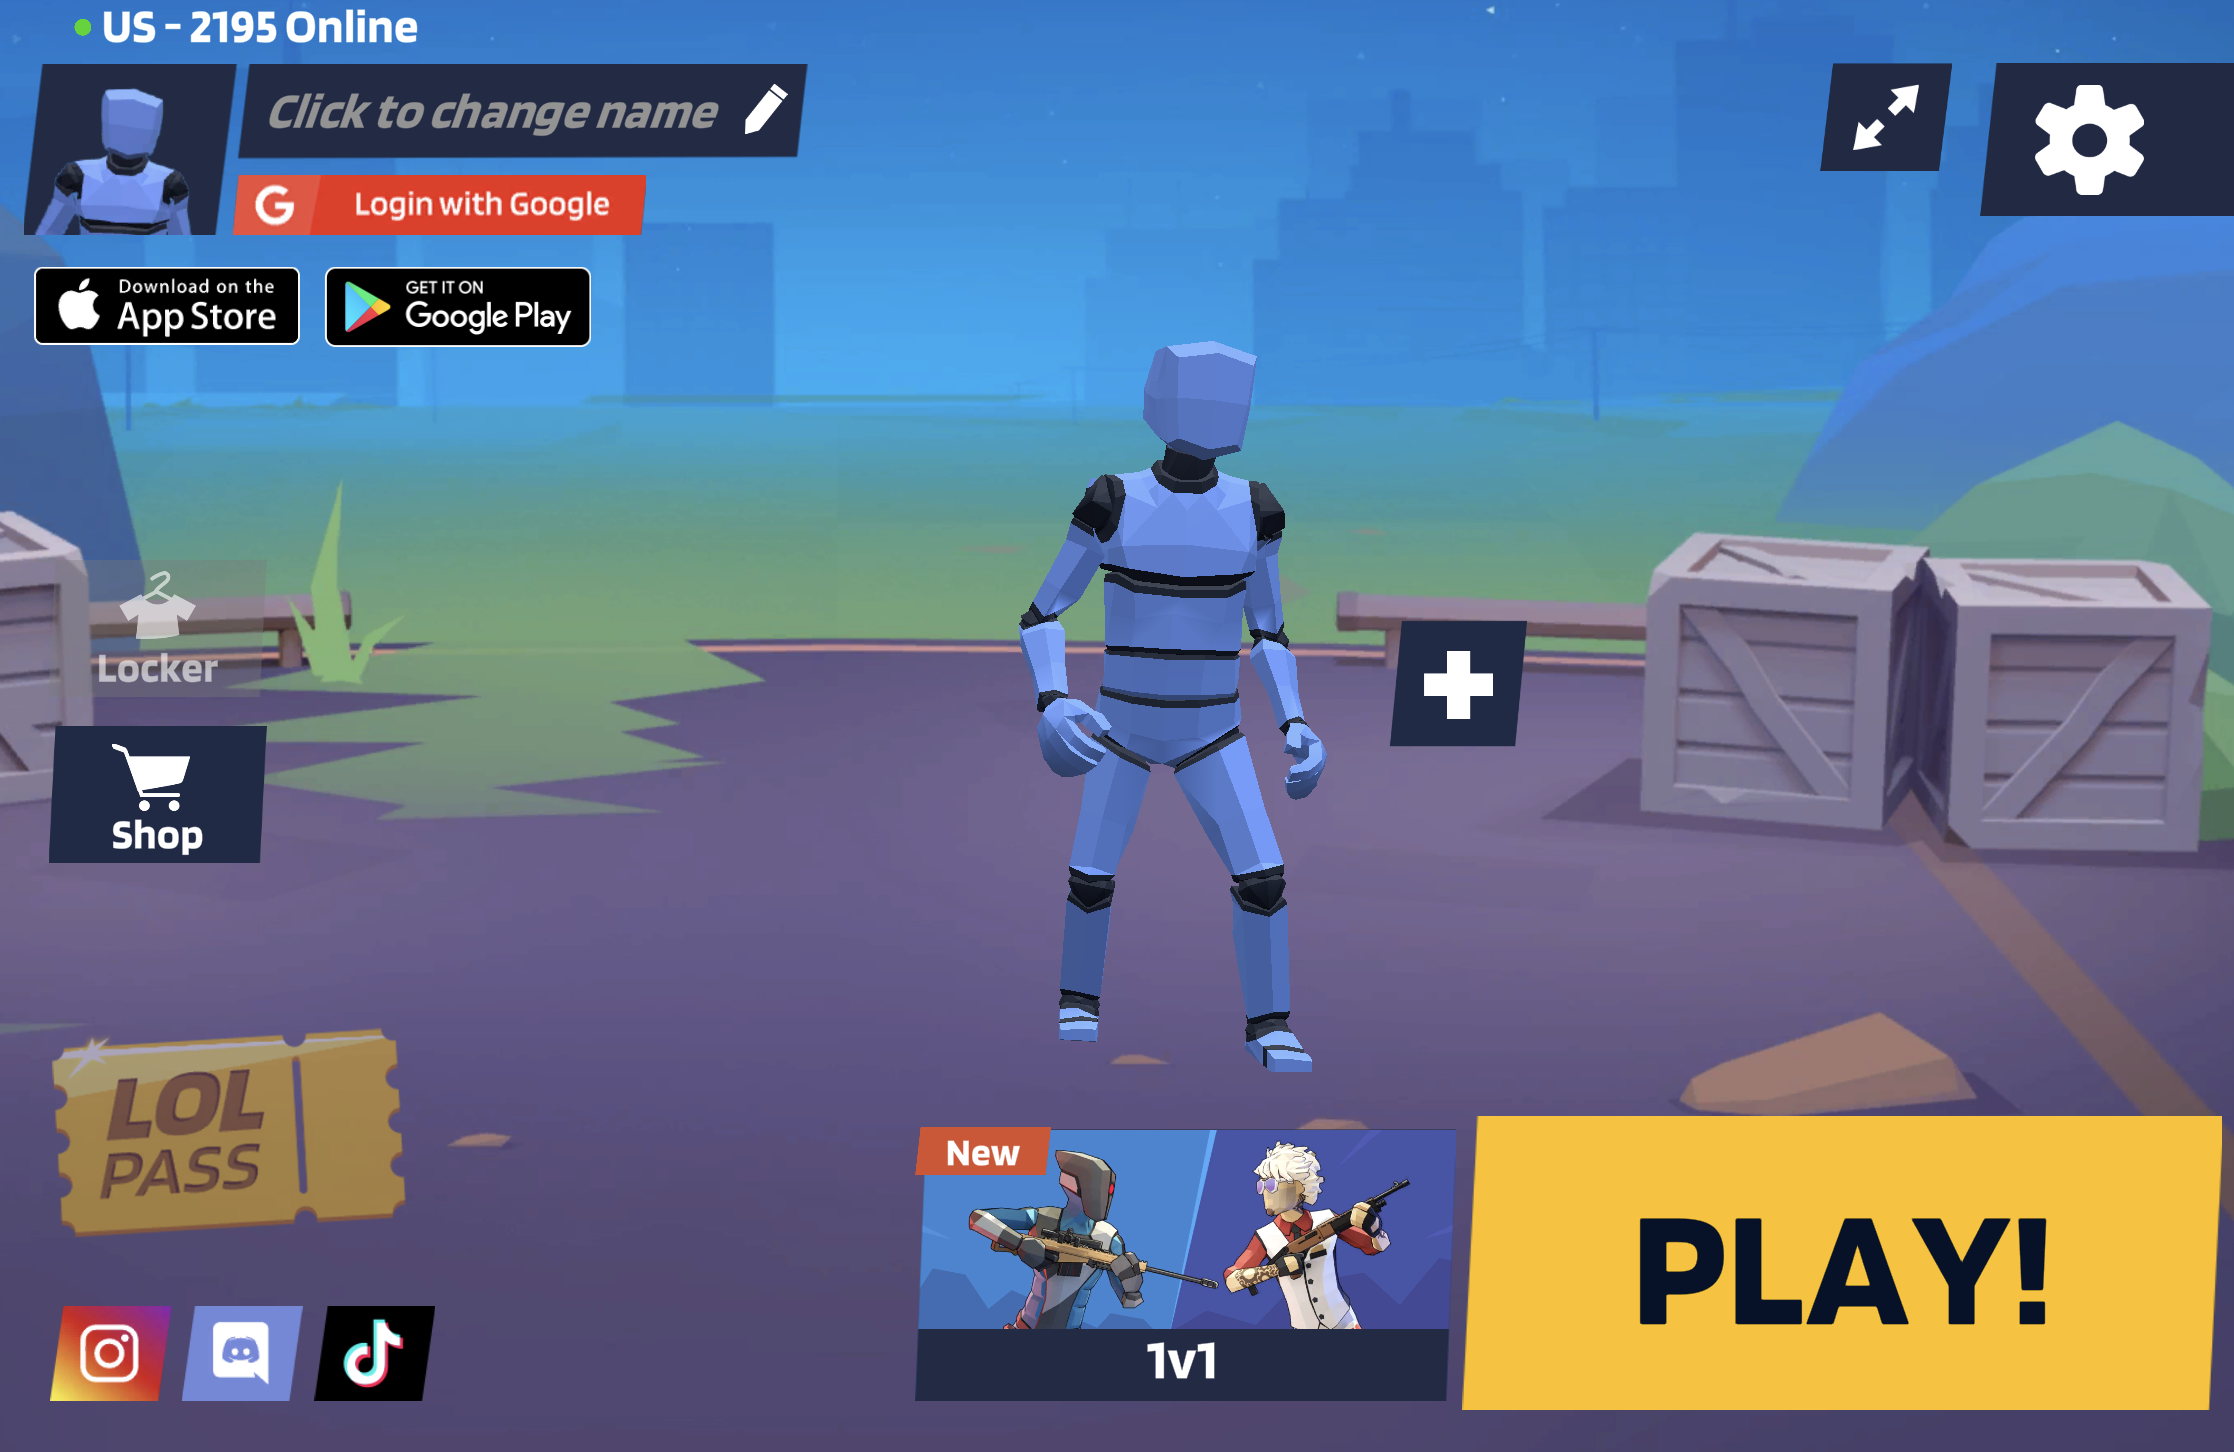 US - 2195 Online
Click to change name
G Login with Google
Download on the
App Store
GET IT ON
Google Play
Locker
Shop
LOL
PASS
New
1v1
PLAY!